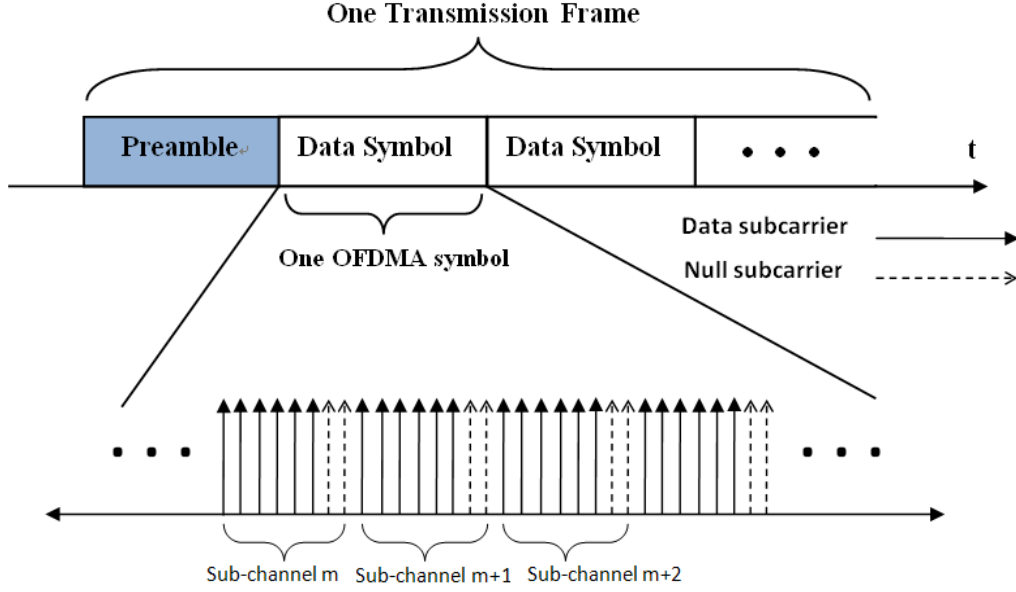 One Transmission Frame
Preamble Data Symbol Data Symbol • • • t
Data subcarrier
One OFDMA symbol
Null subcarrier
Sub-channel m Sub-channel m+1 Sub-channel m+2